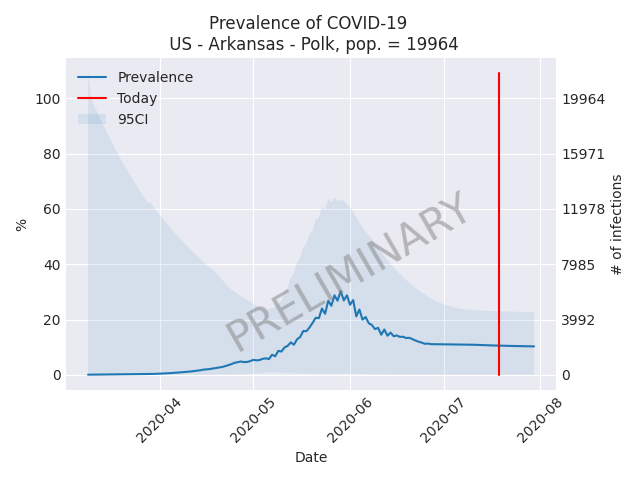 Prevalence of COVID-19
US - Arkansas - Polk, pop. = 19964
Prevalence
Today
95CI
PRELIMINARY
100
80
60
40
20
0
%
19964
15971
11978
7985
3992
0
# of infections
2020-04
2020-05
2020-06
2020-07
2020-08
Date